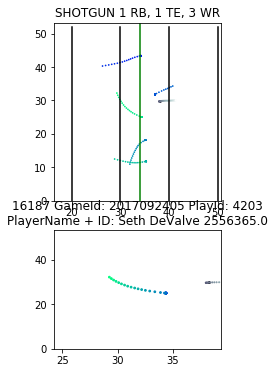 SHOTGUN 1 RB, 1 TE, 3 WR
50
40
30
20
10
0
20 30 40 50
16187 GameId: 2017092405 PlayId: 4203
PlayerName + ID: Seth DeValve 2556365.0
40
20
0
25 30 35